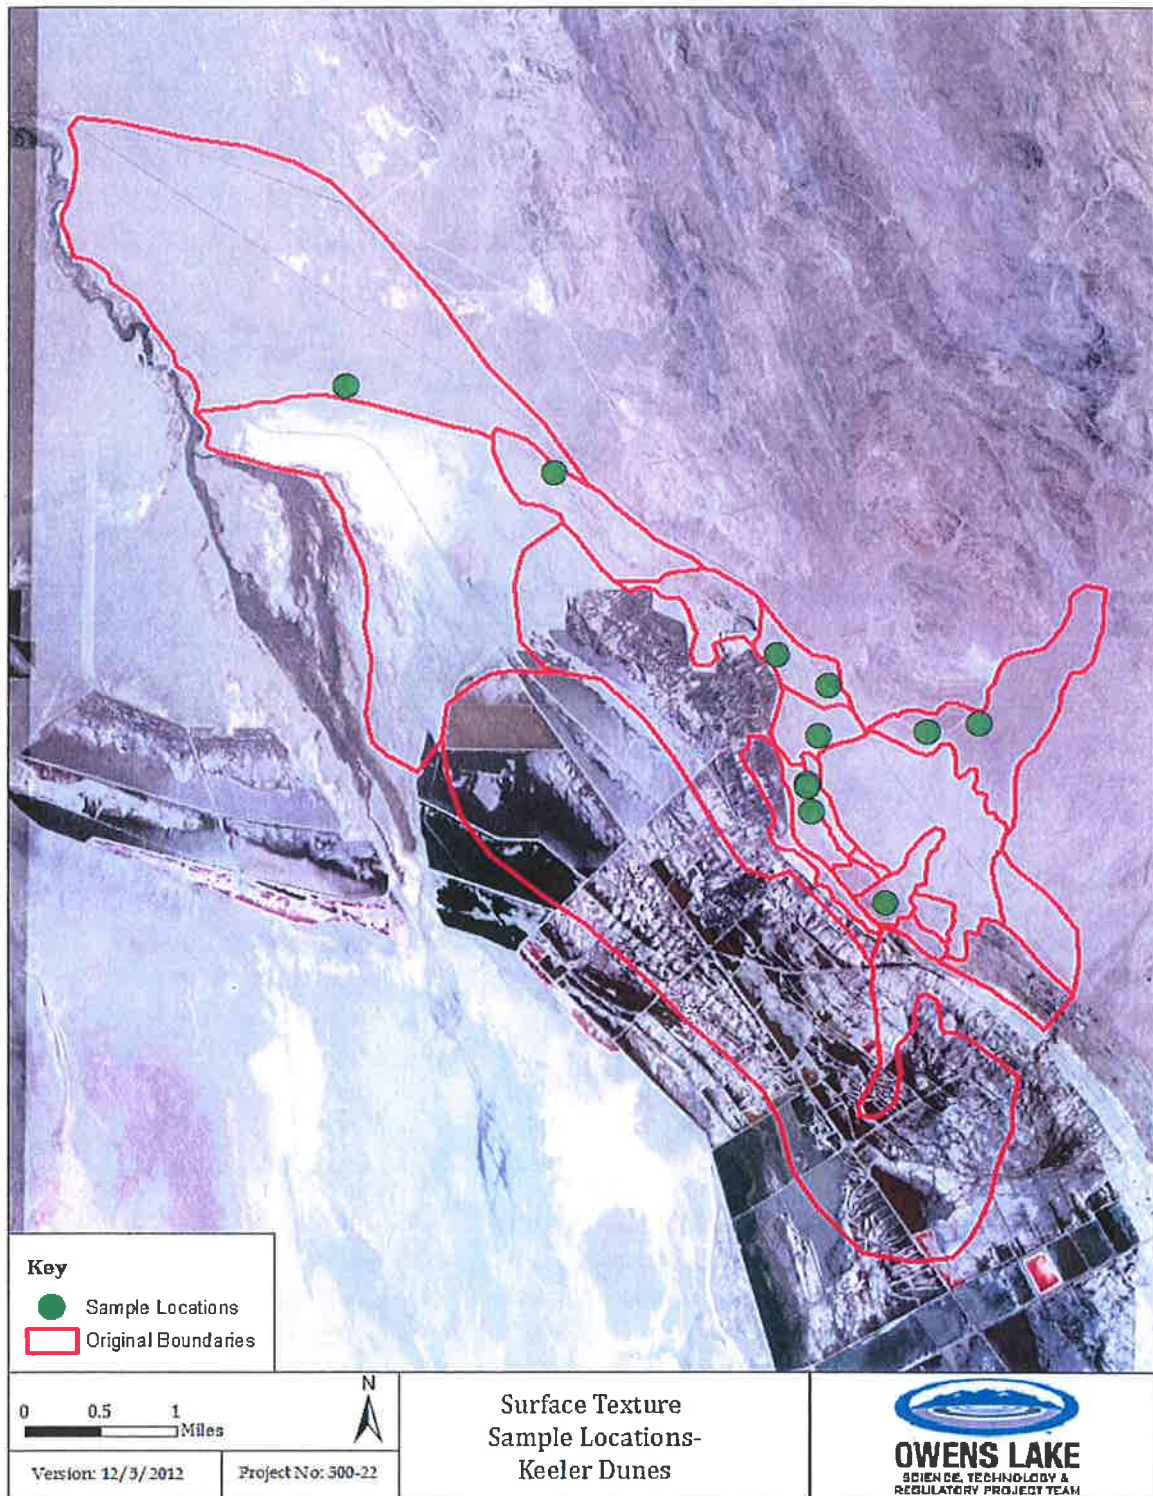 Key
Sample Locations
Original Boundaries
0 0.5 1
Miles
N
Version: 12/3/2012
Project No: 300-22
Surface Texture
Sample Locations-
Keeler Dunes
OWENS LAKE
SCIENCE, TECHNOLOGY &
REGULATORY PROJECT TEAM